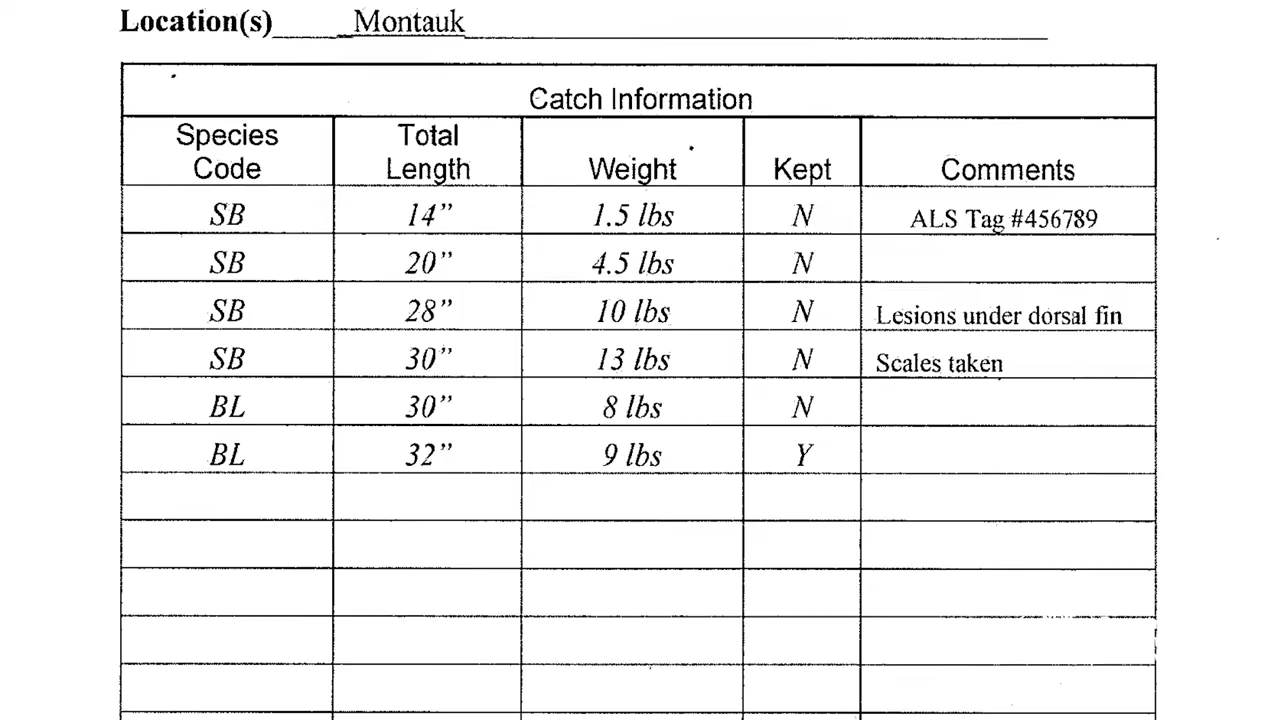 Location(s) Montauk
Catch Information
Species Code Total Length Weight Kept Comments
SB 14” 1.5 lbs N ALS Tag #456789
SB 20” 4.5 lbs N
SB 28” 10 lbs N Lesions under dorsal fin
SB 30” 13 lbs N Scales taken
BL 30” 8 lbs N
BL 32” 9 lbs Y